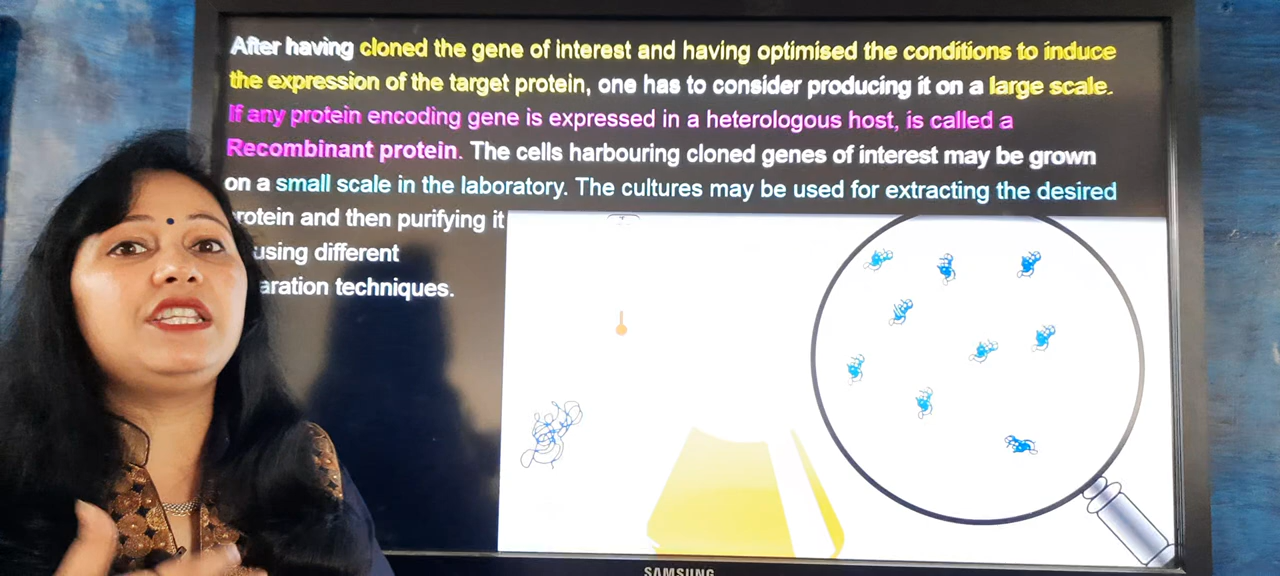 After having cloned the gene of interest and having optimised the conditions to induce
the expression of the target protein, one has to consider producing it on a large scale.
If any protein encoding gene is expressed in a heterologous host, is called a
Recombinant protein. The cells harbouring cloned genes of interest may be grown
on a small scale in the laboratory. The cultures may be used for extracting the desired
rotein and then purifying it
using different
aration techniques.
SAMSUNG